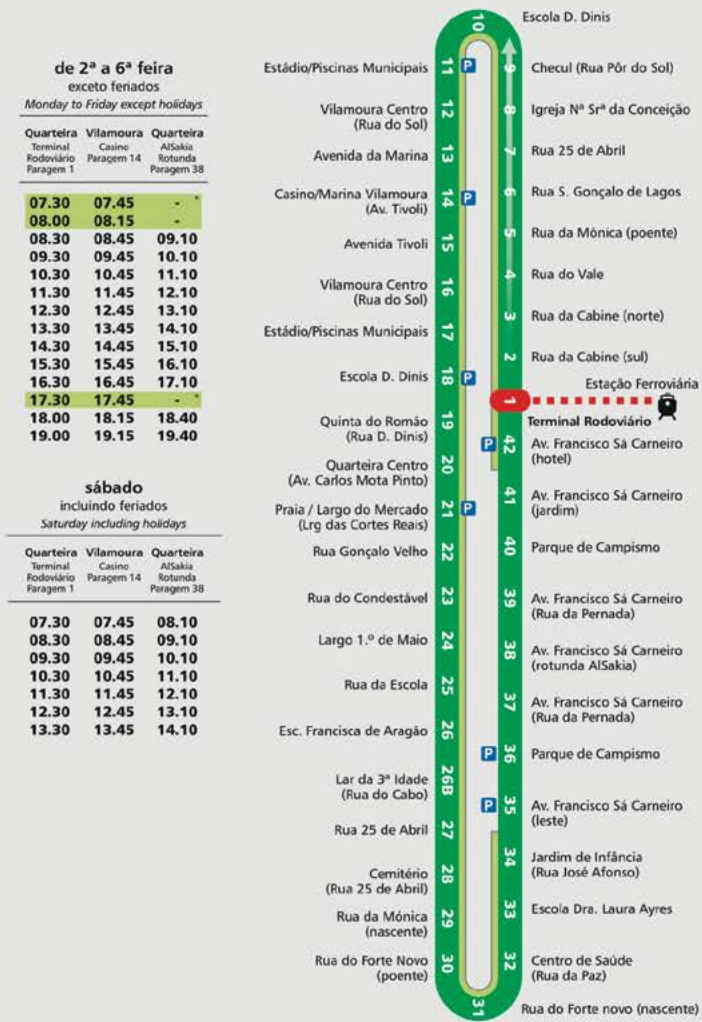 de 2ª a 6ª feira
exceto feriados
Monday to Friday except holidays
Quarteira Vilamoura Quarteira
Terminal Casino AlSakia
Rodoviário Paragem 14 Rotunda
Paragem 1 Paragem 38
07.30 07.45 - *
08.00 08.15 -
08.30 08.45 09.10
09.30 09.45 10.10
10.30 10.45 11.10
11.30 11.45 12.10
12.30 12.45 13.10
13.30 13.45 14.10
14.30 14.45 15.10
15.30 15.45 16.10
16.30 16.45 17.10
17.30 17.45 - *
18.00 18.15 18.40
19.00 19.15 19.40
sábado
incluindo feriados
Saturday including holidays
Quarteira Vilamoura Quarteira
Terminal Casino AlSakia
Rodoviário Paragem 14 Rotunda
Paragem 1 Paragem 38
07.30 07.45 08.10
08.30 08.45 09.10
09.30 09.45 10.10
10.30 10.45 11.10
11.30 11.45 12.10
12.30 12.45 13.10
13.30 13.45 14.10
10 Escola D. Dinis
Estádio/Piscinas Municipais 11 P
Vilamoura Centro 12
(Rua do Sol)
Avenida da Marina 13
Casino/Marina Vilamoura 14 P
(Av. Tivoli)
Avenida Tivoli 15
Vilamoura Centro 16
(Rua do Sol)
Estádio/Piscinas Municipais 17
Escola D. Dinis 18 P
Quinta do Romão 19
(Rua D. Dinis)
Quarteira Centro 20
(Av. Carlos Mota Pinto)
Praia / Largo do Mercado 21 P
(Lrg das Cortes Reais)
Rua Gonçalo Velho 22
Rua do Condestável 23
Largo 1.º de Maio 24
Rua da Escola 25
Esc. Francisca de Aragão 26
Lar da 3ª Idade 26B
(Rua do Cabo)
Rua 25 de Abril 27
Cemitério 28
(Rua 25 de Abril)
Rua da Mónica 29
(nascente)
Rua do Forte Novo 30
(poente)
9 Checul (Rua Pôr do Sol)
8 Igreja Nª Srª da Conceição
7 Rua 25 de Abril
6 Rua S. Gonçalo de Lagos
5 Rua da Mónica (poente)
4 Rua do Vale
3 Rua da Cabine (norte)
2 Rua da Cabine (sul)
Estação Ferroviária
1
Terminal Rodoviário
P 42 Av. Francisco Sá Carneiro
(hotel)
41 Av. Francisco Sá Carneiro
(jardim)
40 Parque de Campismo
39 Av. Francisco Sá Carneiro
(Rua da Pernada)
38 Av. Francisco Sá Carneiro
(rotunda AlSakia)
37 Av. Francisco Sá Carneiro
(Rua da Pernada)
P 36 Parque de Campismo
P 35 Av. Francisco Sá Carneiro
(leste)
34 Jardim de Infância
(Rua José Afonso)
33 Escola Dra. Laura Ayres
32 Centro de Saúde
(Rua da Paz)
31 Rua do Forte novo (nascente)